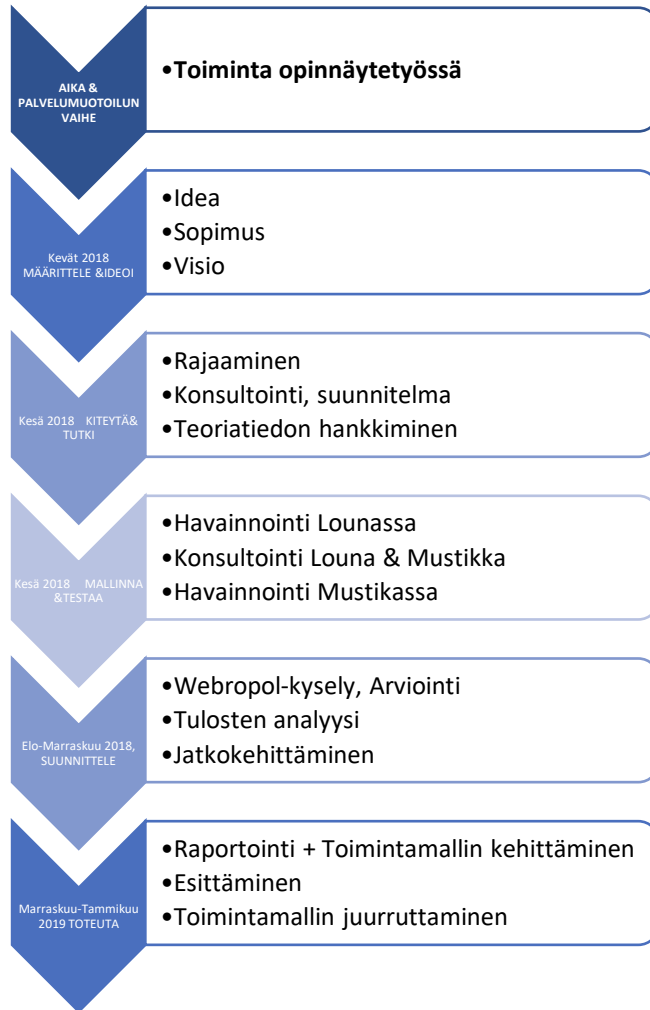 AIKA &
PALVELUMUOTOILUN
VAIHE
•Toiminta opinnäytetyössä
Kevät 2018
MÄÄRITTELE &IDEOI
•Idea
•Sopimus
•Visio
Kesä 2018 KITEYTÄ&
TUTKI
•Rajaaminen
•Konsultointi, suunnitelma
•Teoriatiedon hankkiminen
Kesä 2018 MALLINNA
&TESTAA
•Havainnointi Lounassa
•Konsultointi Louna & Mustikka
•Havainnointi Mustikassa
Elo-Marraskuu 2018,
SUUNNITTELE
•Webropol-kysely, Arviointi
•Tulosten analyysi
•Jatkokehittäminen
Marraskuu-Tammikuu
2019 TOTEUTA
•Raportointi + Toimintamallin kehittäminen
•Esittäminen
•Toimintamallin juurruttaminen